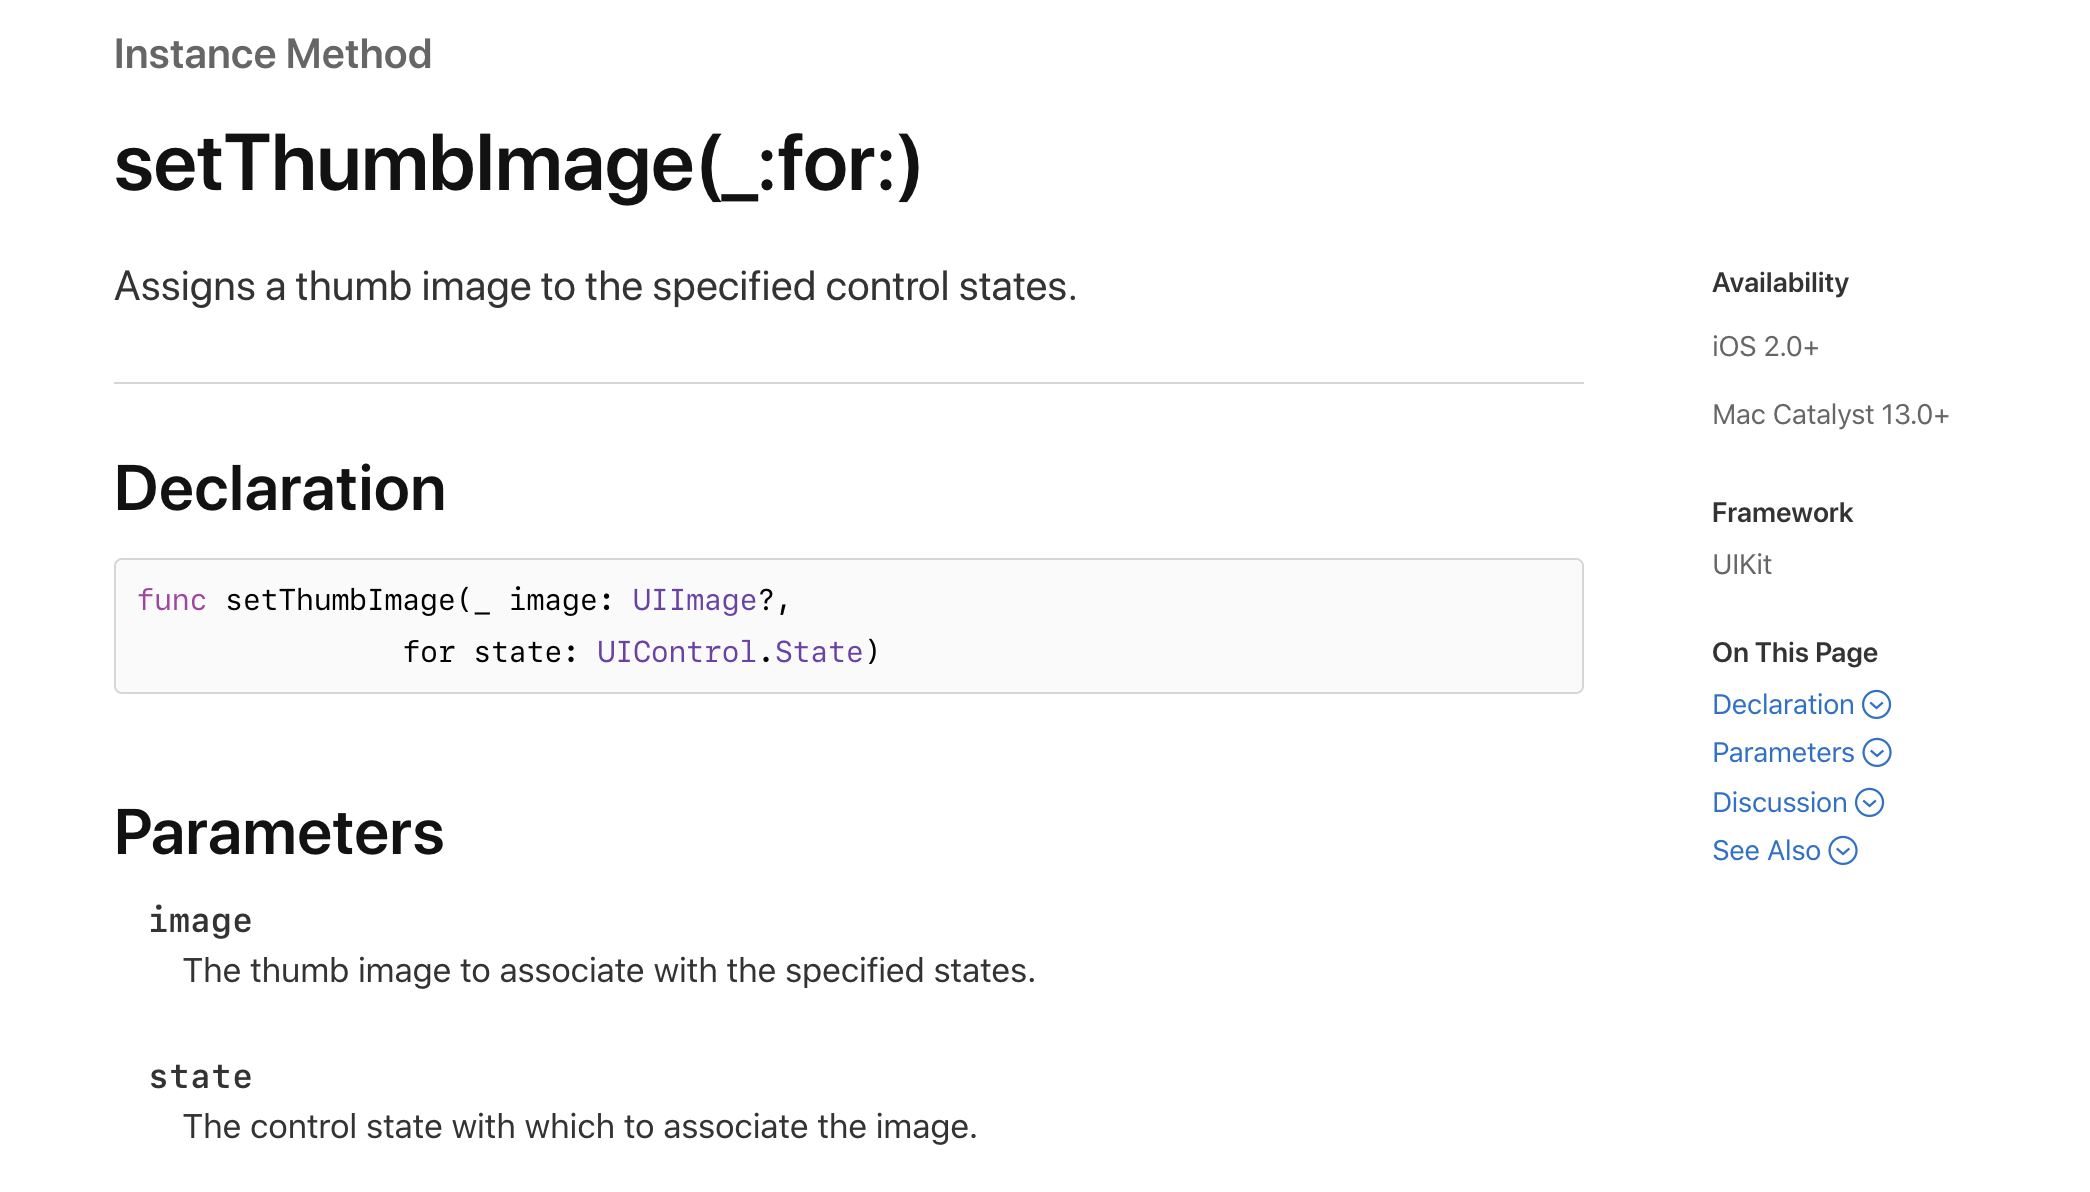 Instance Method
setThumbImage(_:for:)
Assigns a thumb image to the specified control states.
Declaration
func setThumbImage(_ image: UIImage?,
for state: UIControl.State)
Parameters
image
The thumb image to associate with the specified states.
state
The control state with which to associate the image.
Availability
iOS 2.0+
Mac Catalyst 13.0+
Framework
UIKit
On This Page
Declaration
Parameters
Discussion
See Also